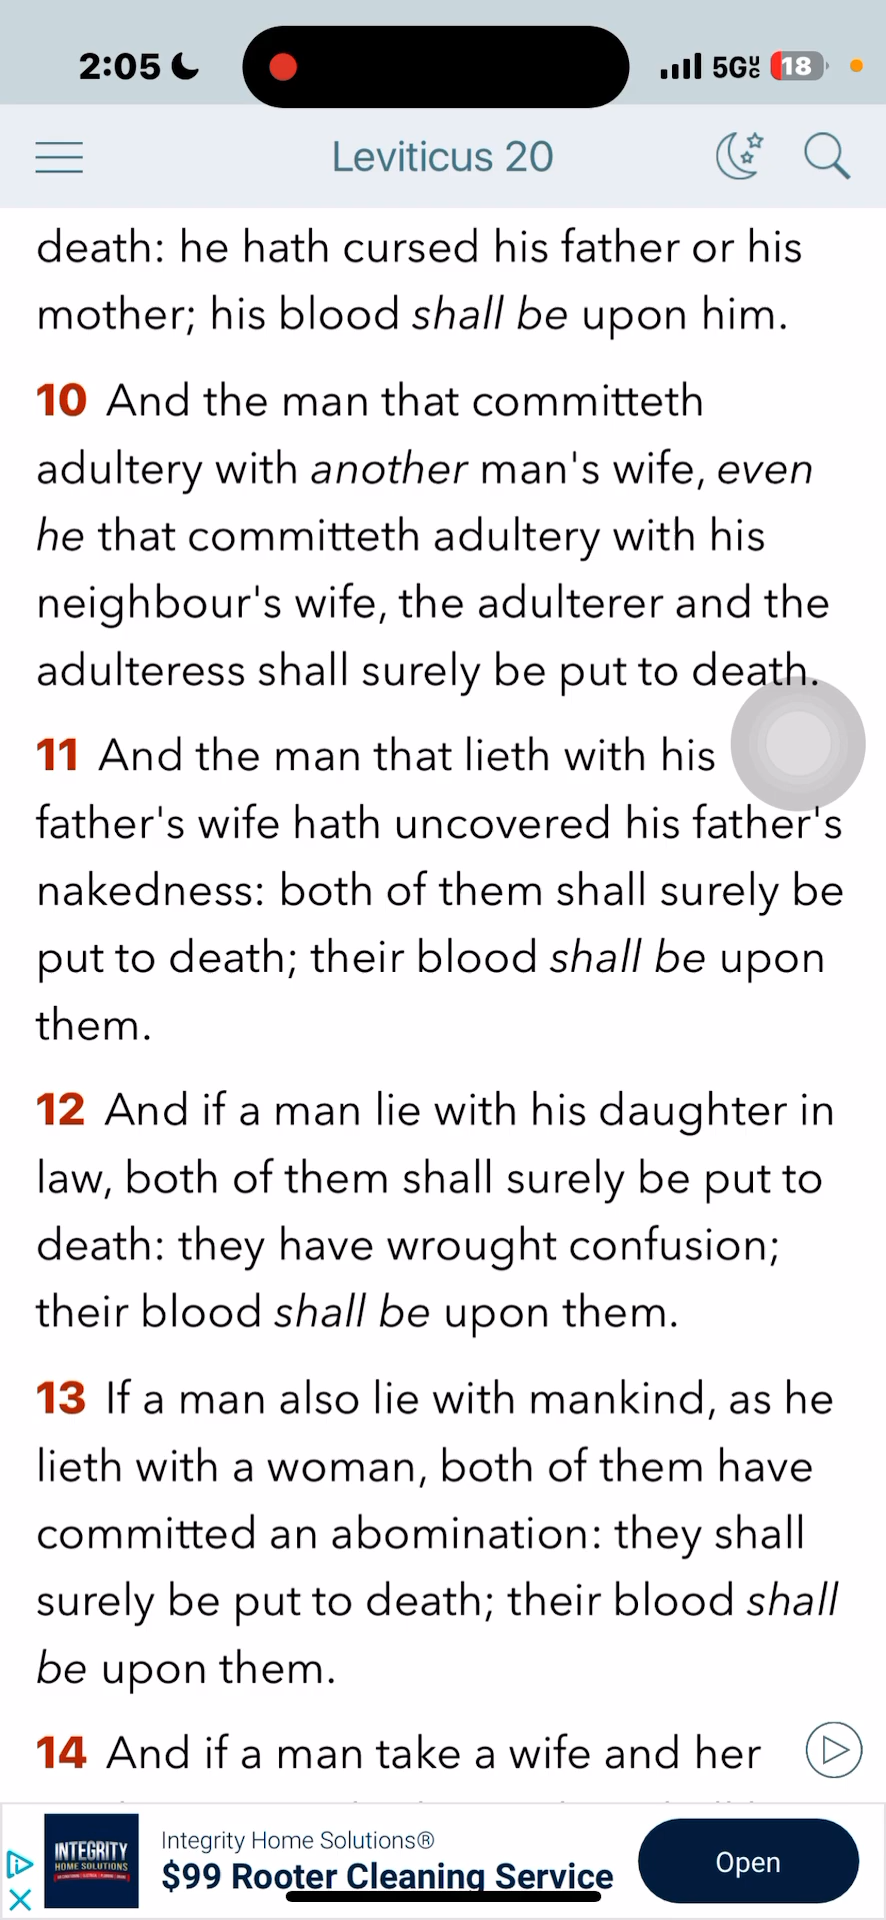 2:05
5G
18
Leviticus 20
death: he hath cursed his father or his
mother; his blood shall be upon him.
10 And the man that committeth
adultery with another man's wife, even
he that committeth adultery with his
neighbour's wife, the adulterer and the
adulteress shall surely be put to death.
11 And the man that lieth with his
father's wife hath uncovered his father's
nakedness: both of them shall surely be
put to death; their blood shall be upon
them.
12 And if a man lie with his daughter in
law, both of them shall surely be put to
death: they have wrought confusion;
their blood shall be upon them.
13 If a man also lie with mankind, as he
lieth with a woman, both of them have
committed an abomination: they shall
surely be put to death; their blood shall
be upon them.
14 And if a man take a wife and her
INTEGRITY
HOME SOLUTIONS
Integrity Home Solutions®
$99 Rooter Cleaning Service
Open